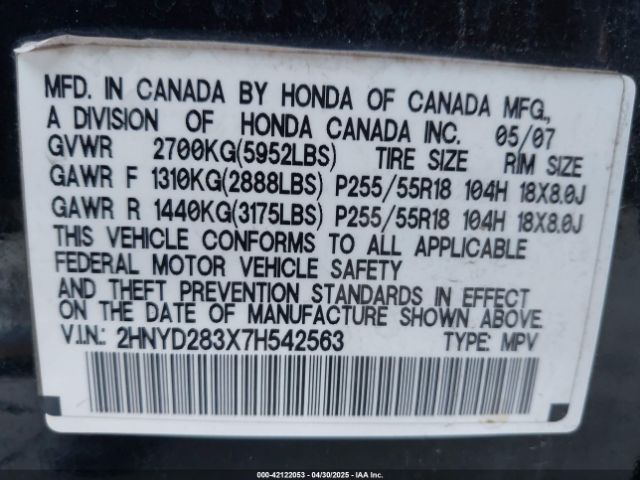 MFD. IN CANADA BY HONDA OF CANADA MFG.,
A DIVISION OF HONDA CANADA INC. 05/07
GVWR 2700KG(5952LBS) TIRE SIZE RIM SIZE
GAWR F 1310KG(2888LBS) P255/55R18 104H 18X8.0J
GAWR R 1440KG(3175LBS) P255/55R18 104H 18X8.0J
THIS VEHICLE CONFORMS TO ALL APPLICABLE
FEDERAL MOTOR VEHICLE SAFETY
AND THEFT PREVENTION STANDARDS IN EFFECT
ON THE DATE OF MANUFACTURE SHOWN ABOVE.
V.I.N.: 2HNYD283X7H542563 TYPE: MPV
000-42122053 - 04/30/2025 - IAA Inc.